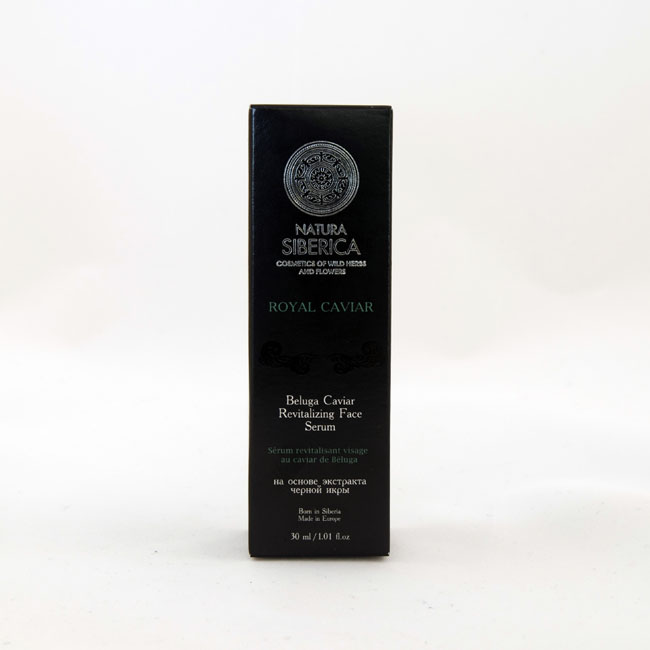 NATURA
SIBERICA
COSMETICS OF WILD HERBS
AND FLOWERS
ROYAL CAVIAR
Beluga Caviar
Revitalizing Face
Serum
Sérum revitalisant visage
au caviar de Béluga
на основе экстракта
черной икры
Born in Siberia
Made in Europe
30 ml / 1.01 fl.oz